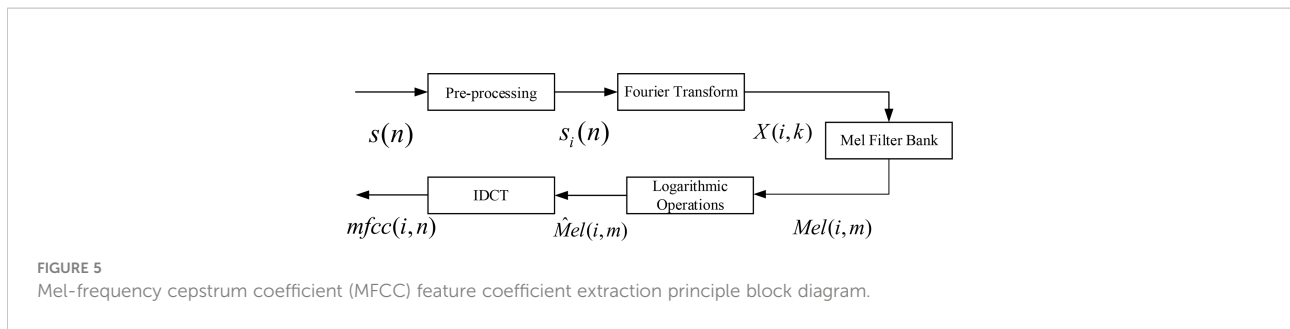 Pre-processing
Fourier Transform
s(n)
s_i(n)
X(i,k)
Mel Filter Bank
IDCT
Logarithmic
Operations
mfcc(i,n)
M̂el(i,m)
Mel(i,m)
FIGURE 5
Mel-frequency cepstrum coefficient (MFCC) feature coefficient extraction principle block diagram.